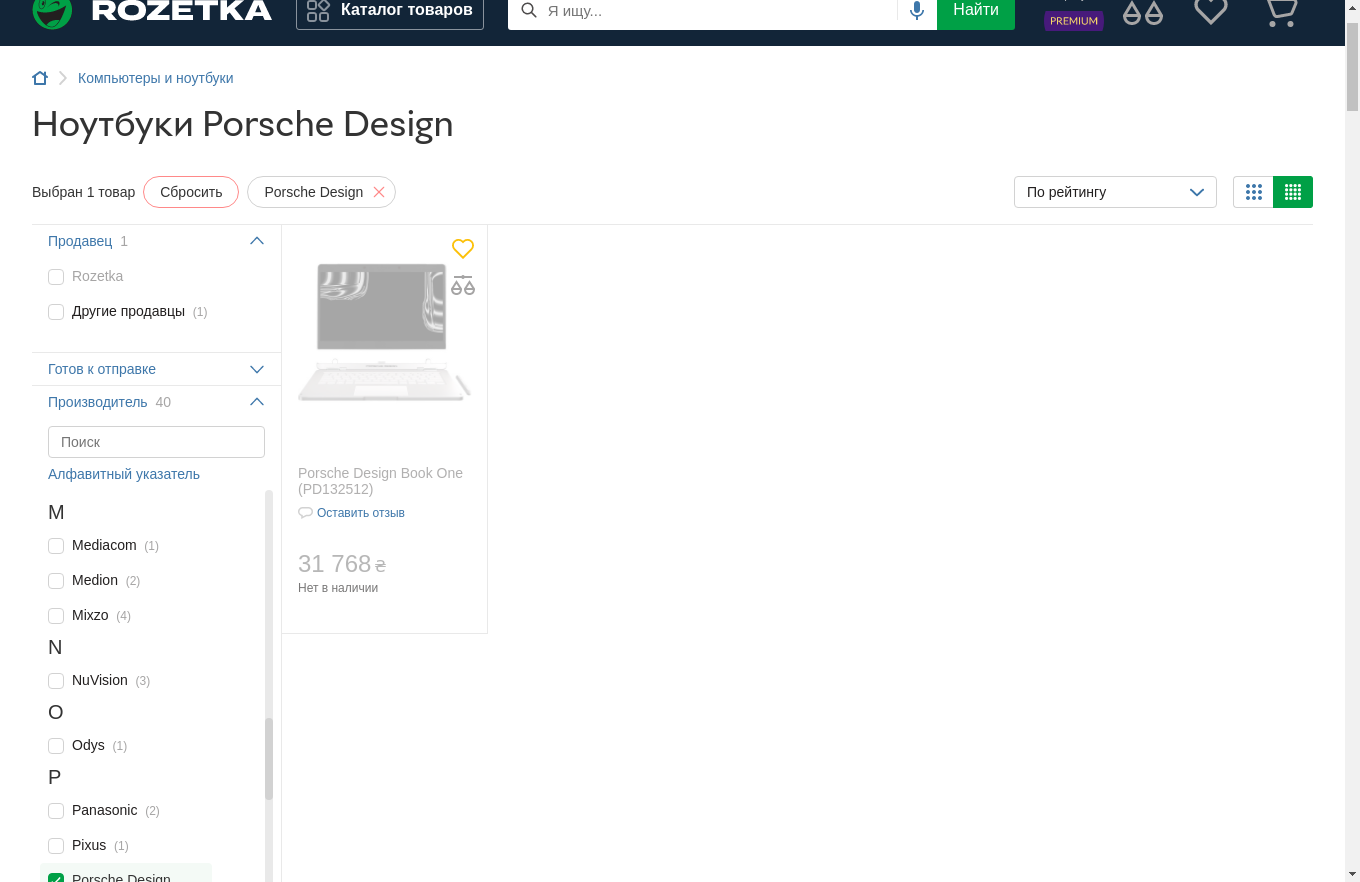 ROZETKA
Каталог товаров
Я ищу...
Найти
PREMIUM
Компьютеры и ноутбуки
Ноутбуки Porsche Design
Выбран 1 товар
Сбросить
Porsche Design
По рейтингу
Продавец 1
Rozetka
Другие продавцы (1)
Готов к отправке
Производитель 40
Поиск
Алфавитный указатель
M
Mediacom (1)
Medion (2)
Mixzo (4)
N
NuVision (3)
O
Odys (1)
P
Panasonic (2)
Pixus (1)
Porsche Design
Porsche Design Book One
(PD132512)
Оставить отзыв
31 768 ₴
Нет в наличии